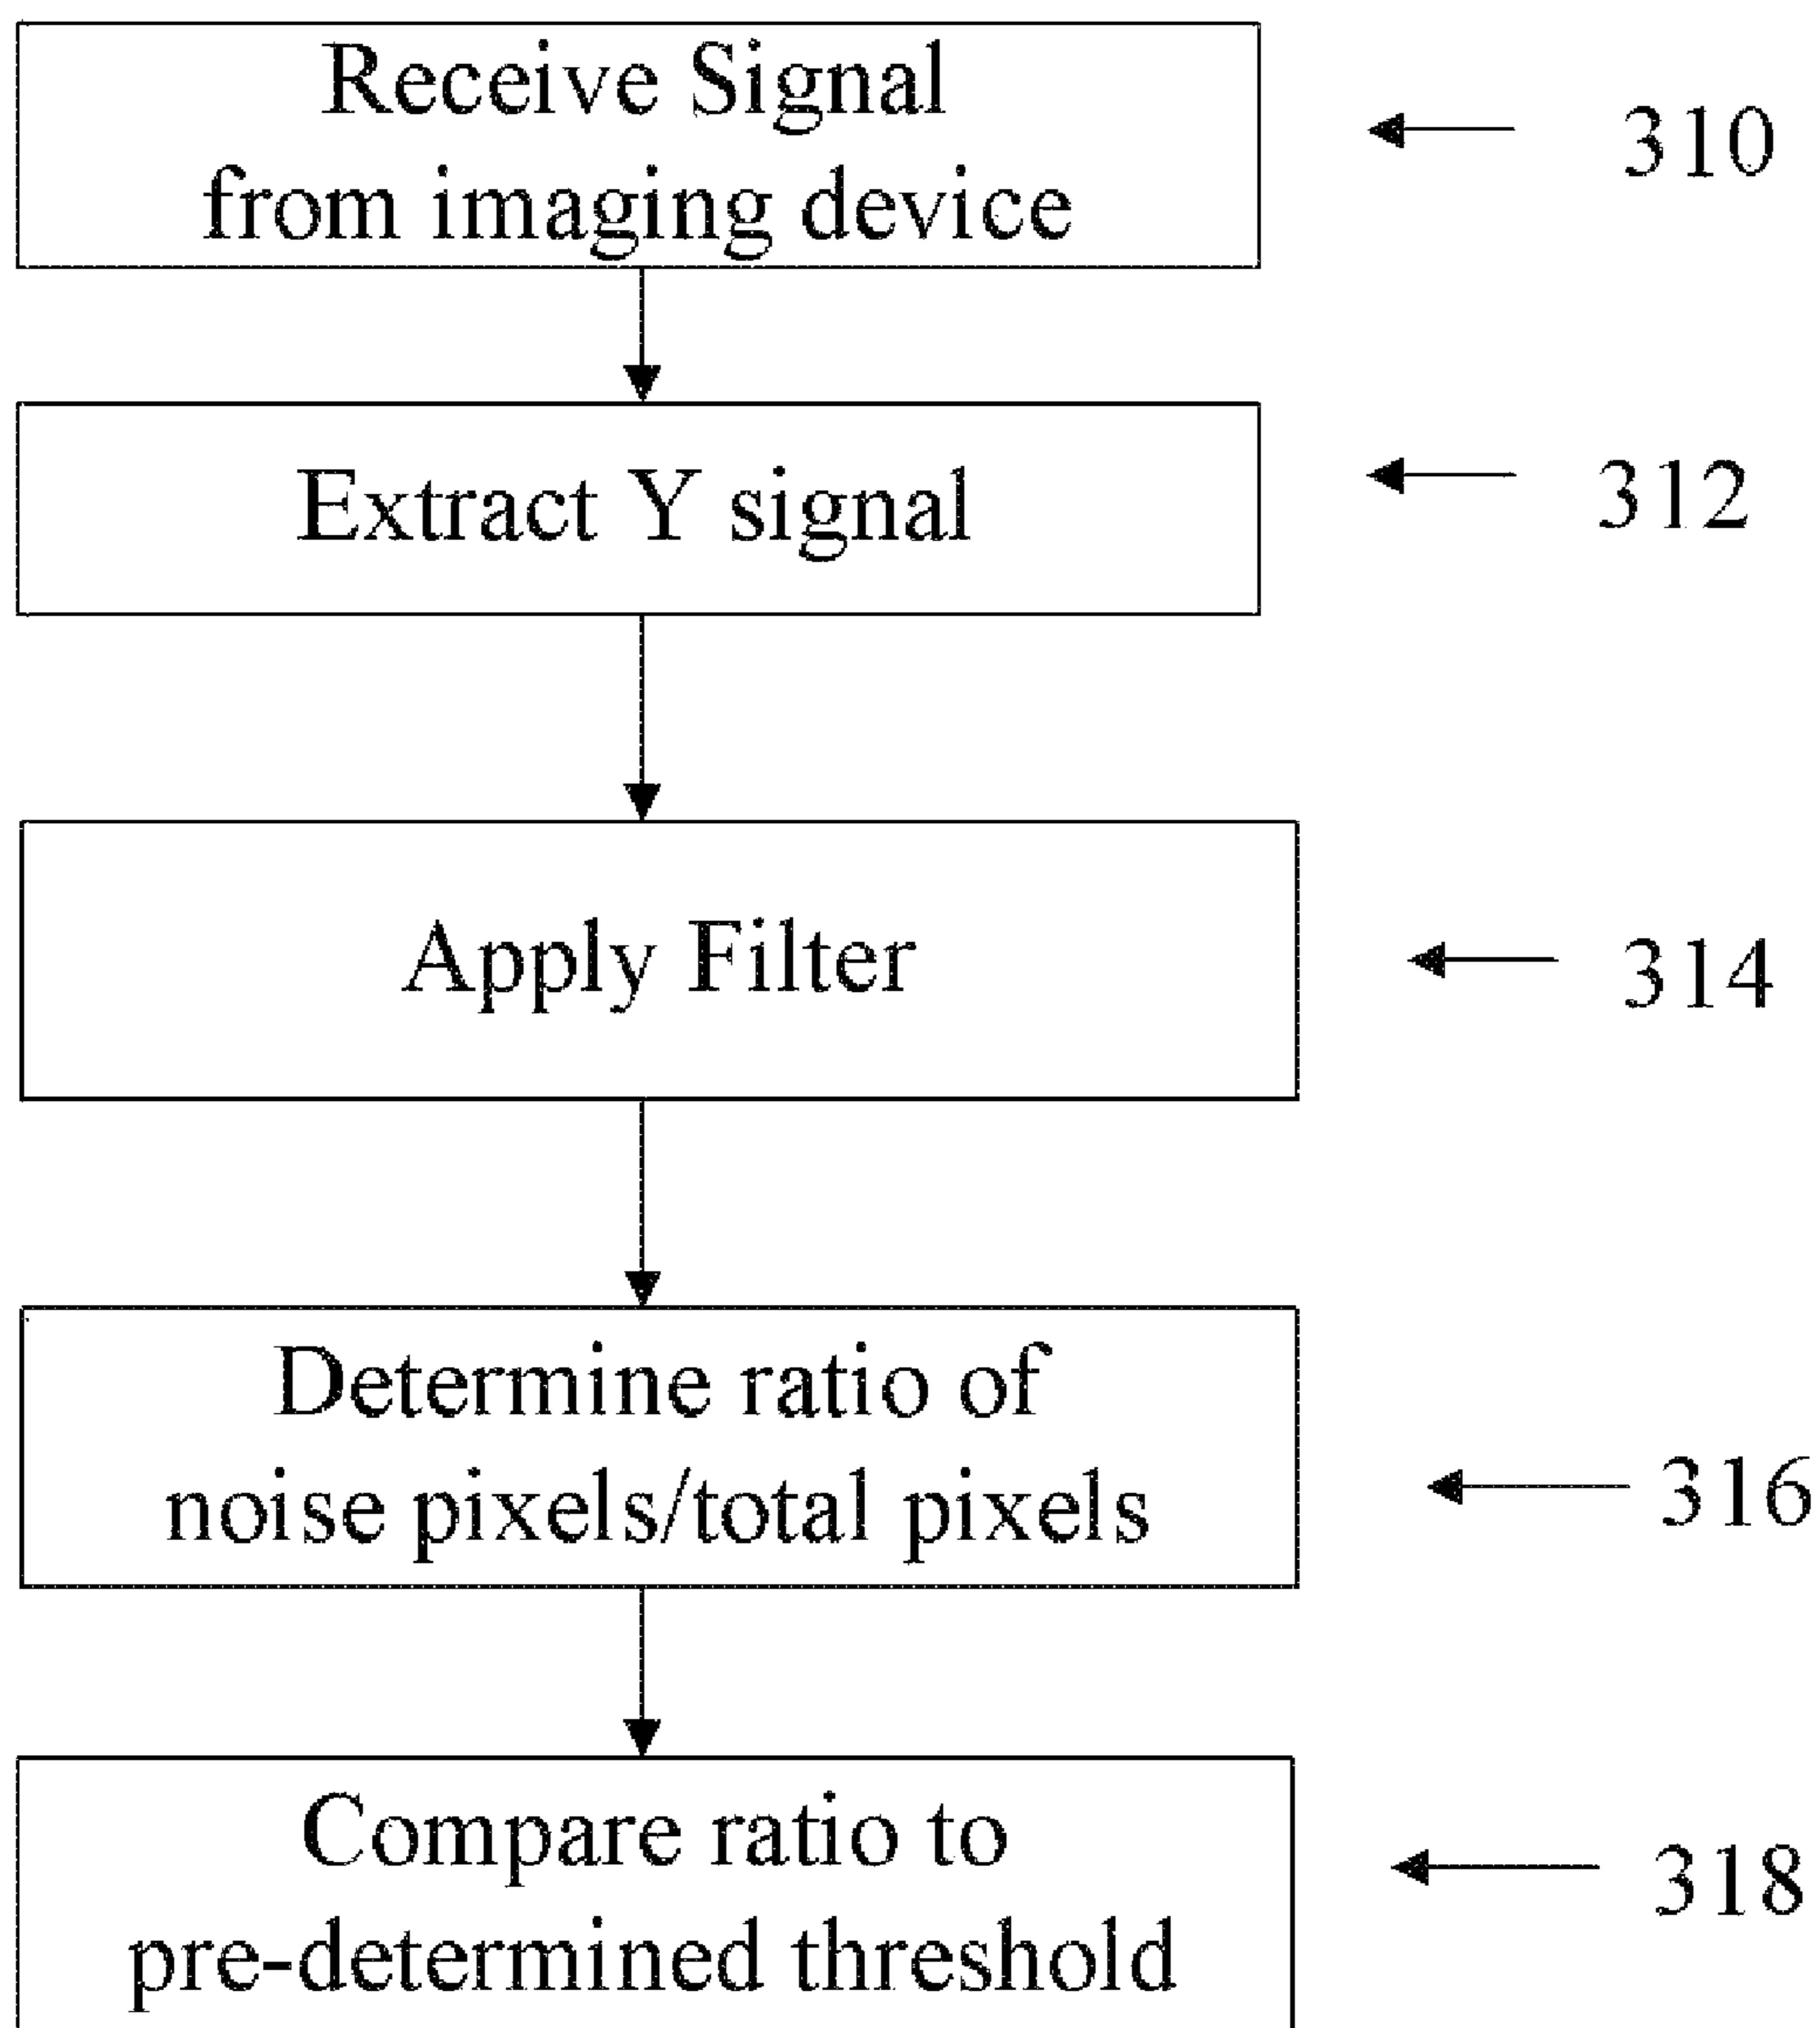 Receive Signal
from imaging device
310
Extract Y signal
312
Apply Filter
314
Determine ratio of
noise pixels/total pixels
316
Compare ratio to
pre-determined threshold
318